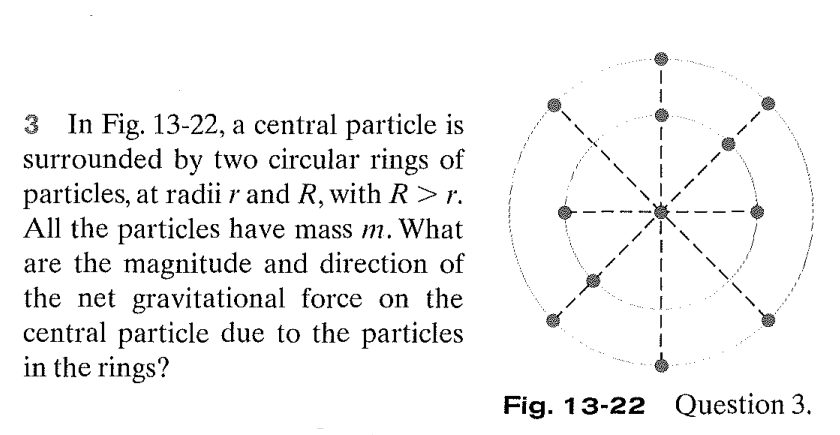 3 In Fig. 13-22, a central particle is
surrounded by two circular rings of
particles, at radii r and R, with R > r.
All the particles have mass m. What
are the magnitude and direction of
the net gravitational force on the
central particle due to the particles
in the rings?
Fig. 13-22 Question 3.